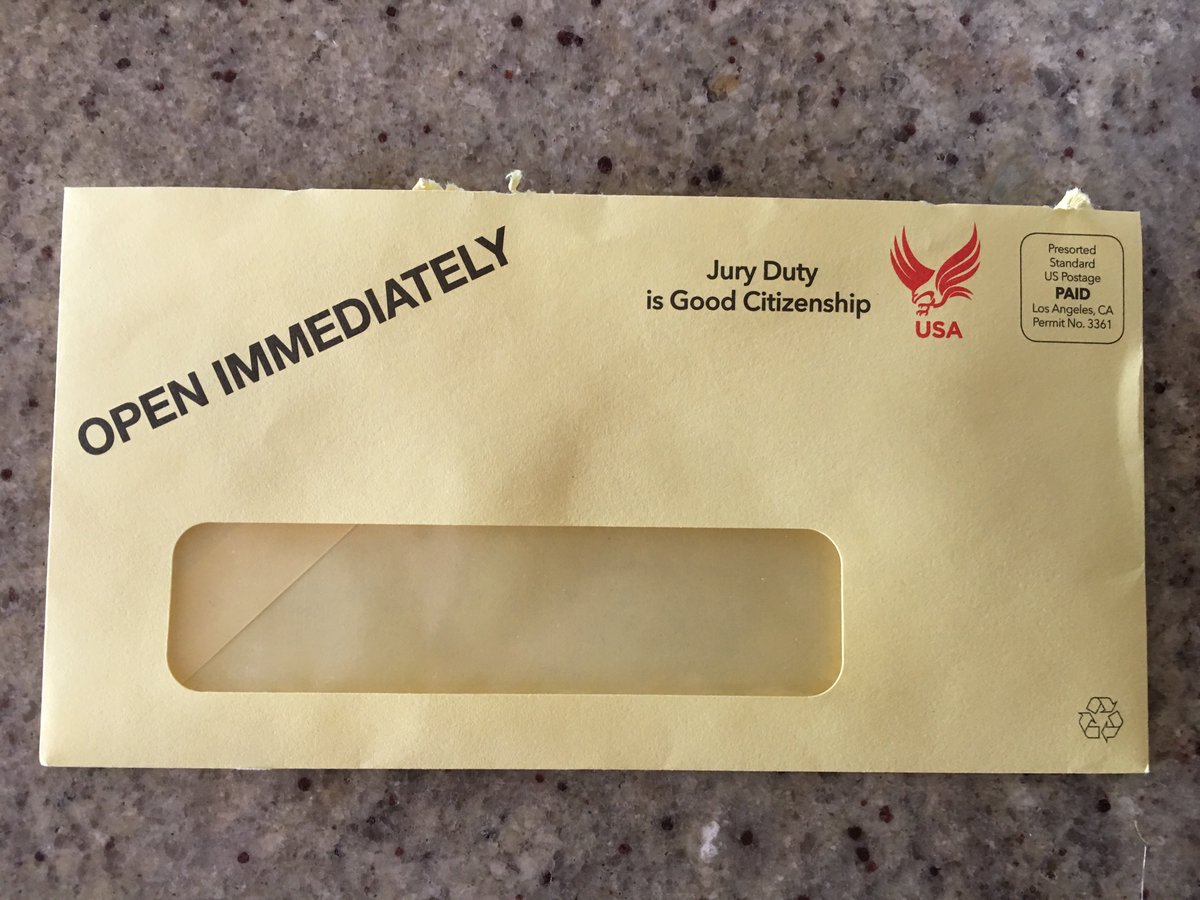 OPEN IMMEDIATELY
Jury Duty
is Good Citizenship
USA
Presorted
Standard
US Postage
PAID
Los Angeles, CA
Permit No. 3361